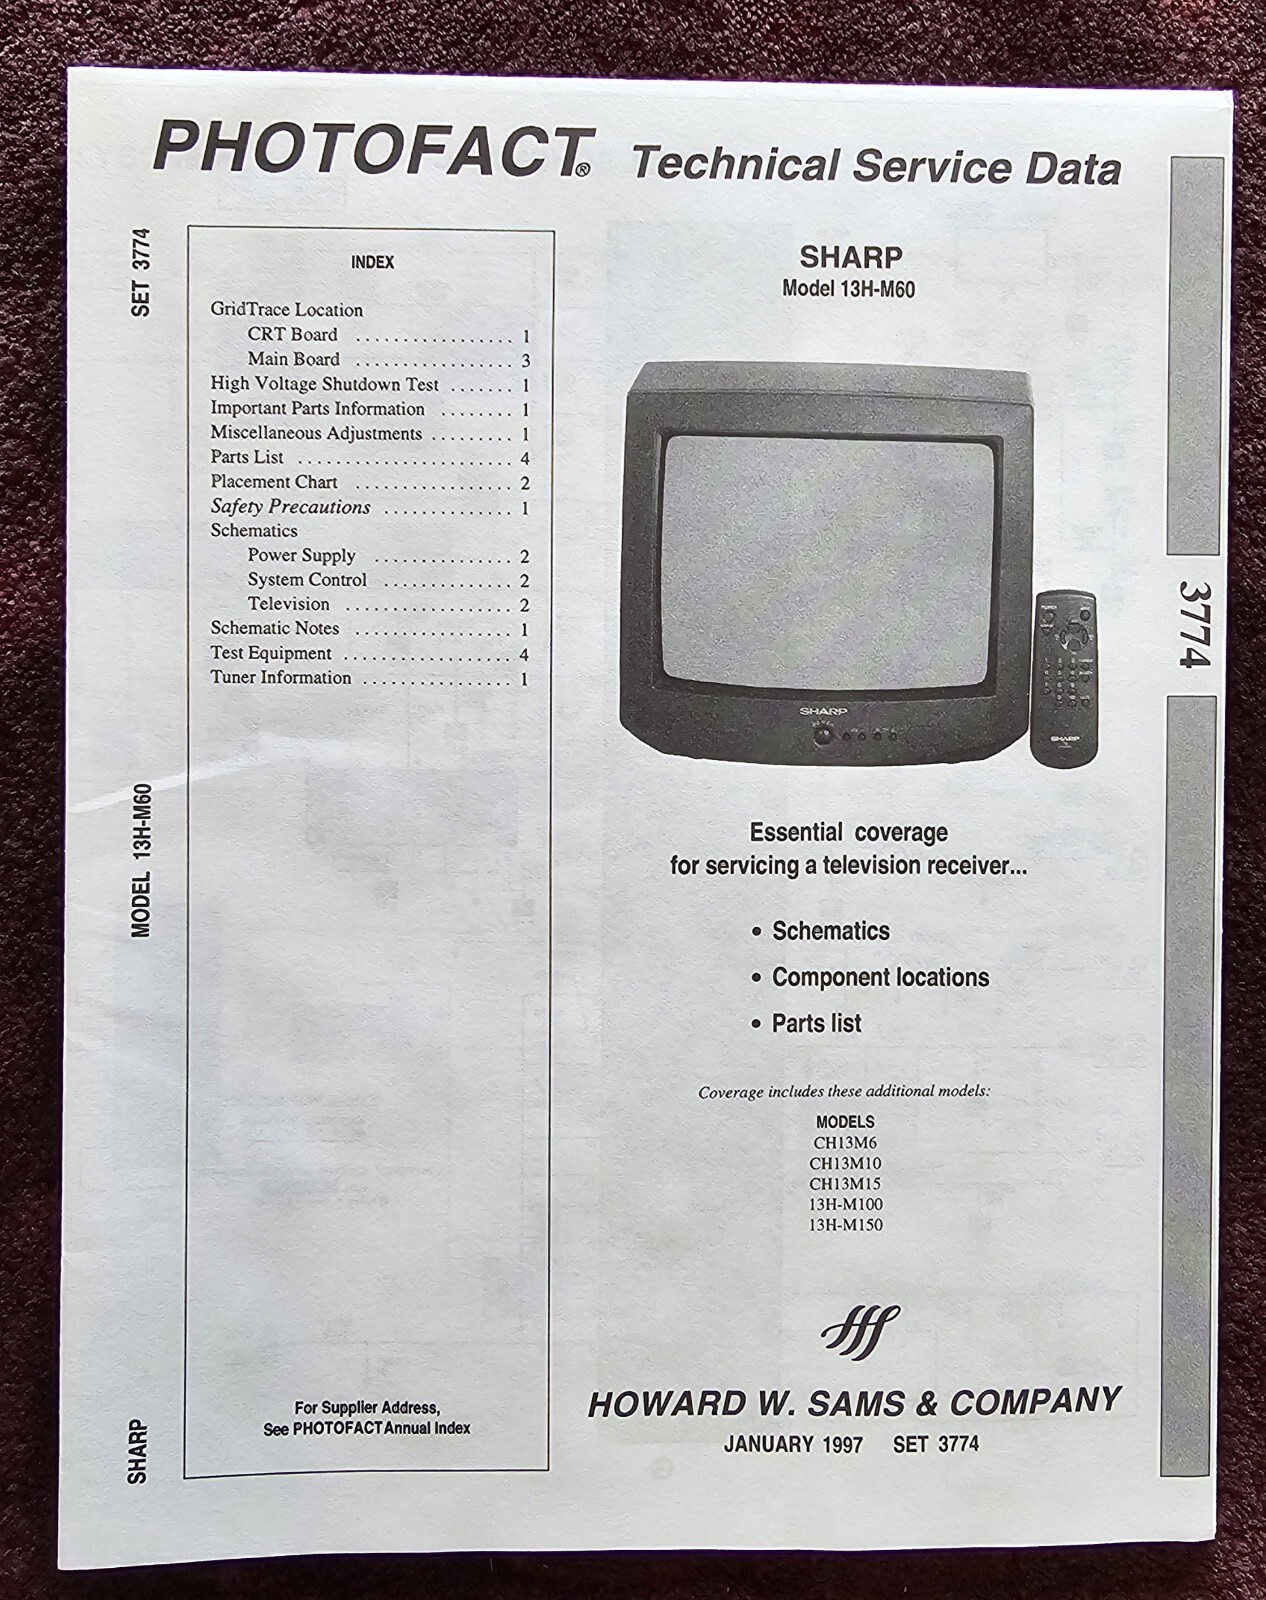 PHOTOFACT® Technical Service Data
SET 3774
MODEL 13H-M60
SHARP
INDEX
GridTrace Location
CRT Board ................. 1
Main Board ................. 3
High Voltage Shutdown Test ....... 1
Important Parts Information ........ 1
Miscellaneous Adjustments ......... 1
Parts List ....................... 4
Placement Chart ................. 2
Safety Precautions .............. 1
Schematics
Power Supply ............... 2
System Control .............. 2
Television .................. 2
Schematic Notes ................. 1
Test Equipment .................. 4
Tuner Information ................ 1
For Supplier Address,
See PHOTOFACT Annual Index
SHARP
Model 13H-M60
SHARP
SHARP
Essential coverage
for servicing a television receiver...
• Schematics
• Component locations
• Parts list
Coverage includes these additional models:
MODELS
CH13M6
CH13M10
CH13M15
13H-M100
13H-M150
HOWARD W. SAMS & COMPANY
JANUARY 1997 SET 3774
3774